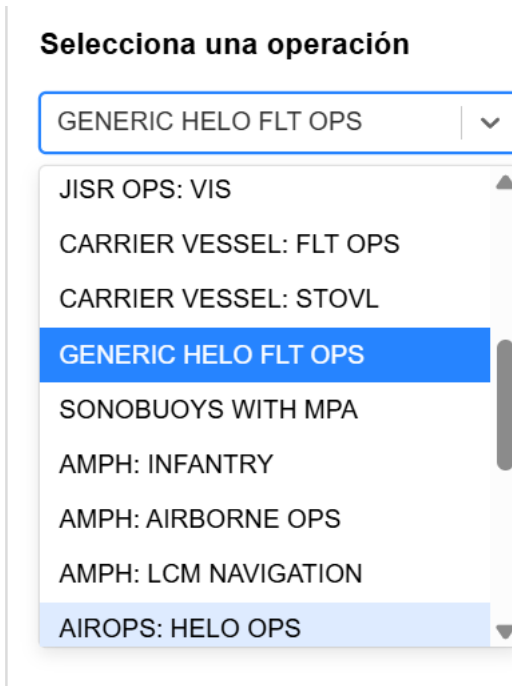 Selecciona una operación
GENERIC HELO FLT OPS
JISR OPS: VIS
CARRIER VESSEL: FLT OPS
CARRIER VESSEL: STOVL
GENERIC HELO FLT OPS
SONOBUOYS WITH MPA
AMPH: INFANTRY
AMPH: AIRBORNE OPS
AMPH: LCM NAVIGATION
AIROPS: HELO OPS